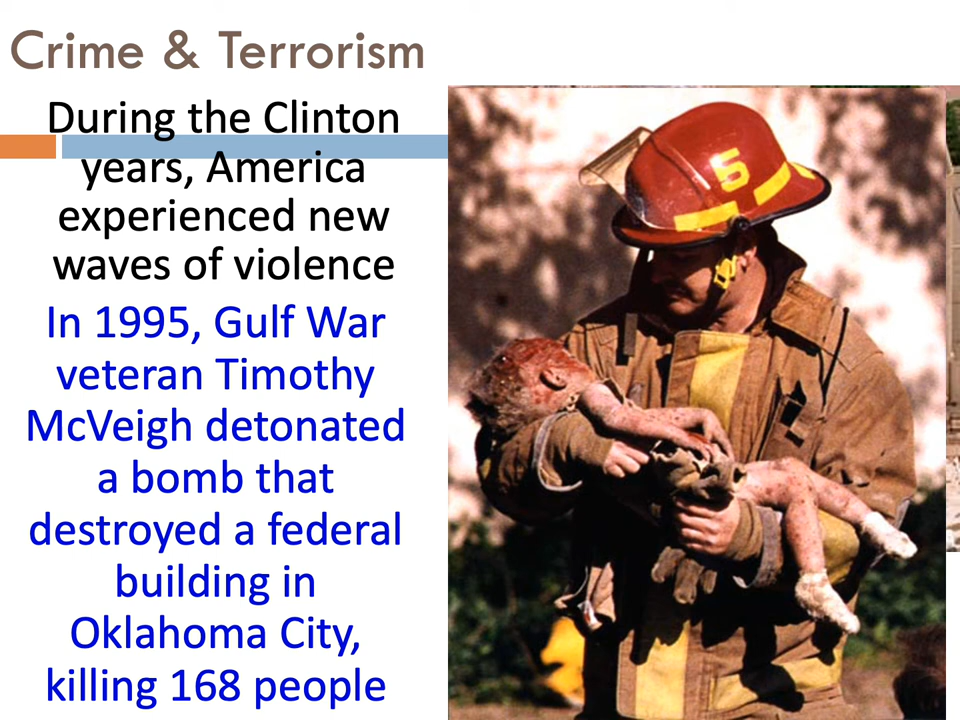 Crime & Terrorism
During the Clinton
years, America
experienced new
waves of violence
In 1995, Gulf War
veteran Timothy
McVeigh detonated
a bomb that
destroyed a federal
building in
Oklahoma City,
killing 168 people
5